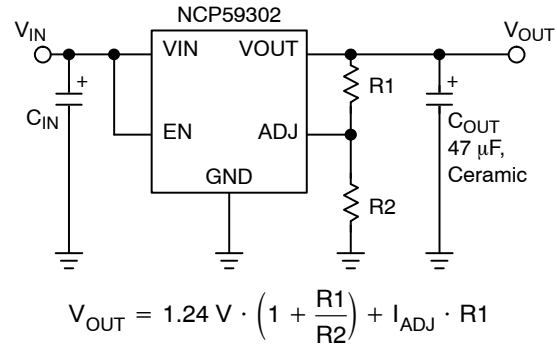 NCP59302
VIN
VOUT
VIN
VOUT
+
R1
+
CIN
EN
ADJ
COUT
47 μF,
Ceramic
GND
R2
VOUT = 1.24 V · (1 + R1/R2) + IADJ · R1